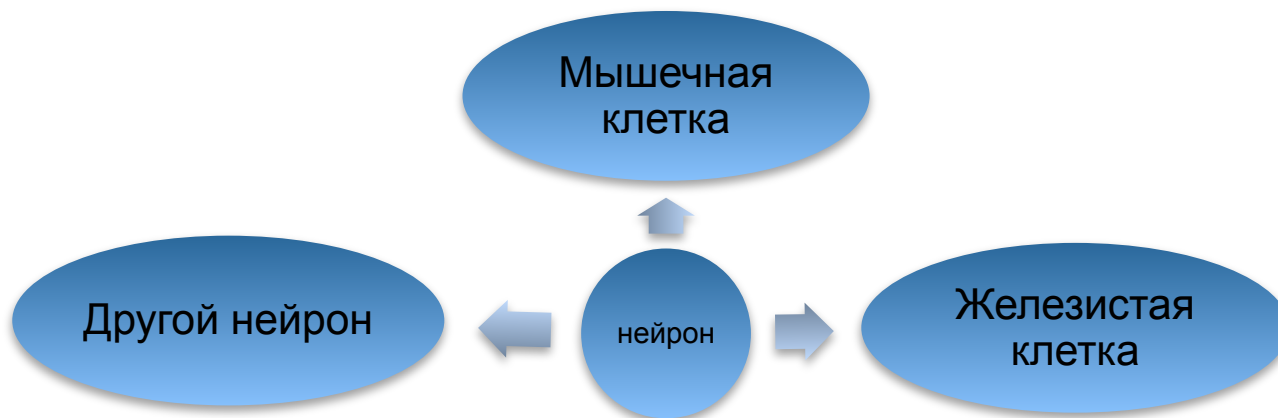 Мышечная
клетка
Другой нейрон
нейрон
Железистая
клетка